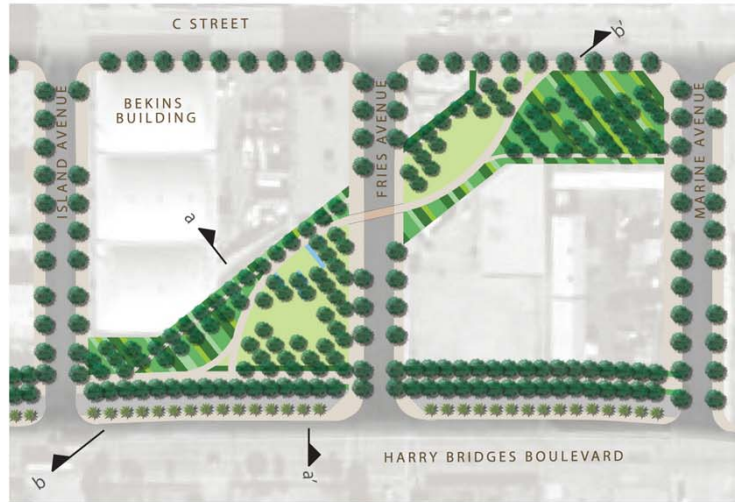 C STREET
b'
BEKINS
BUILDING
ISLAND AVENUE
FRIES AVENUE
MARINE AVENUE
a
b
a'
HARRY BRIDGES BOULEVARD